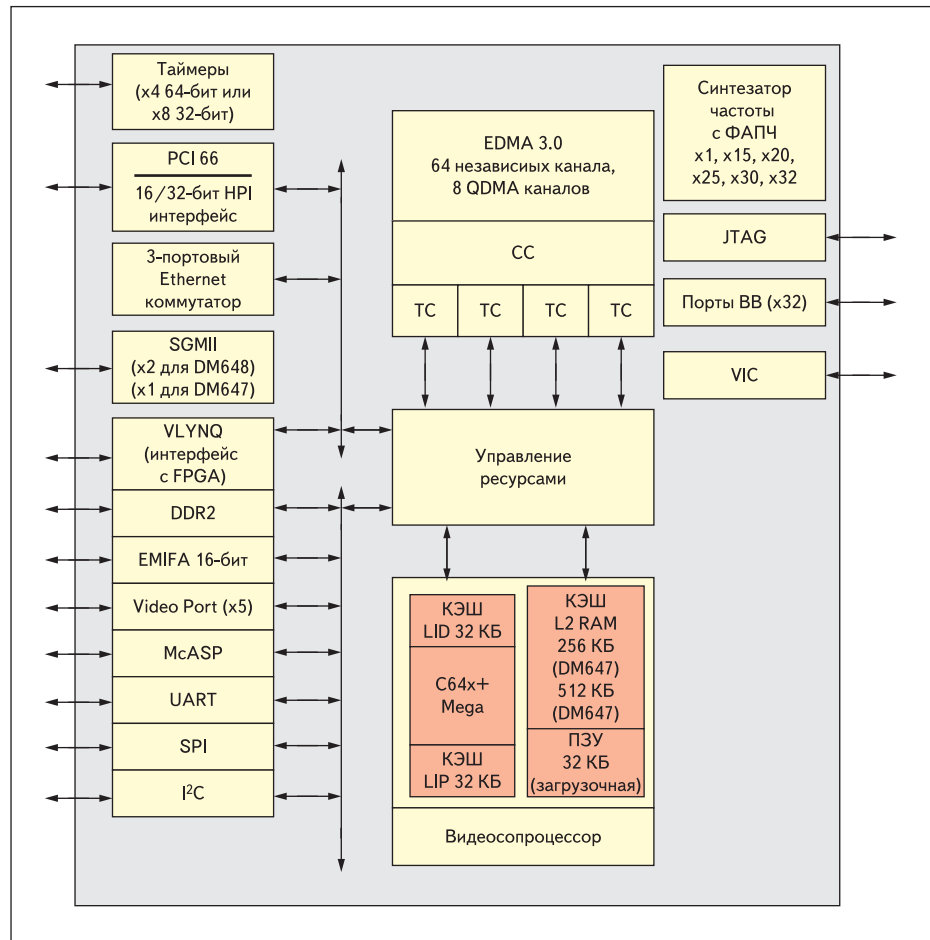 Таймеры
(x4 64-бит или
x8 32-бит)
PCI 66
16/32-бит HPI
интерфейс
3-портовый
Ethernet
коммутатор
SGMII
(x2 для DM648)
(x1 для DM647)
VLYNQ
(интерфейс
с FPGA)
DDR2
EMIFA 16-бит
Video Port (x5)
McASP
UART
SPI
I²C
EDMA 3.0
64 независиых канала,
8 QDMA каналов
CC
TC TC TC TC
Управление
ресурсами
КЭШ
LID 32 КБ
C64x+
Mega
КЭШ
LIP 32 КБ
КЭШ
L2 RAM
256 КБ
(DM647)
512 КБ
(DM647)
ПЗУ
32 КБ
(загрузочная)
Видеосопроцессор
Синтезатор
частоты
с ФАПЧ
x1, x15, x20,
x25, x30, x32
JTAG
Порты ВВ (x32)
VIC